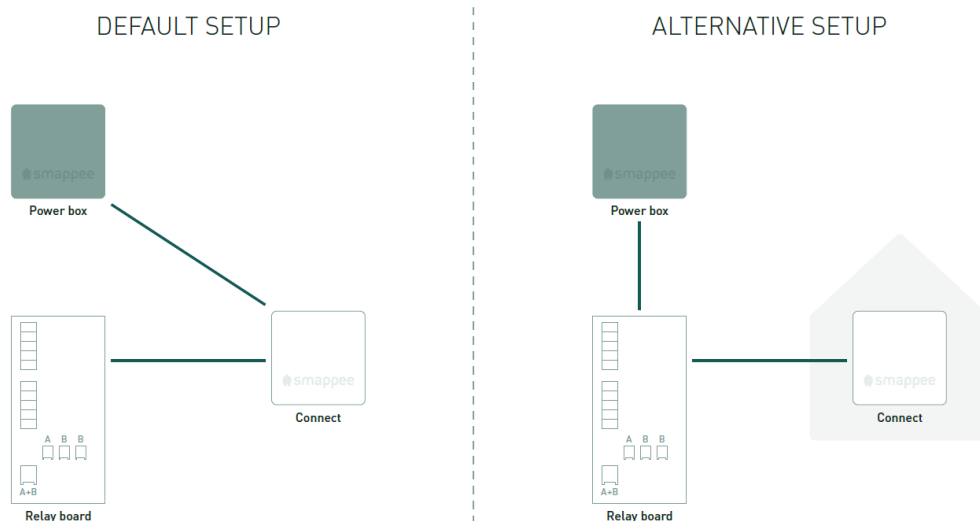 DEFAULT SETUP
smappee
Power box
smappee
Connect
A B B
A+B
Relay board
ALTERNATIVE SETUP
smappee
Power box
smappee
Connect
A B B
A+B
Relay board